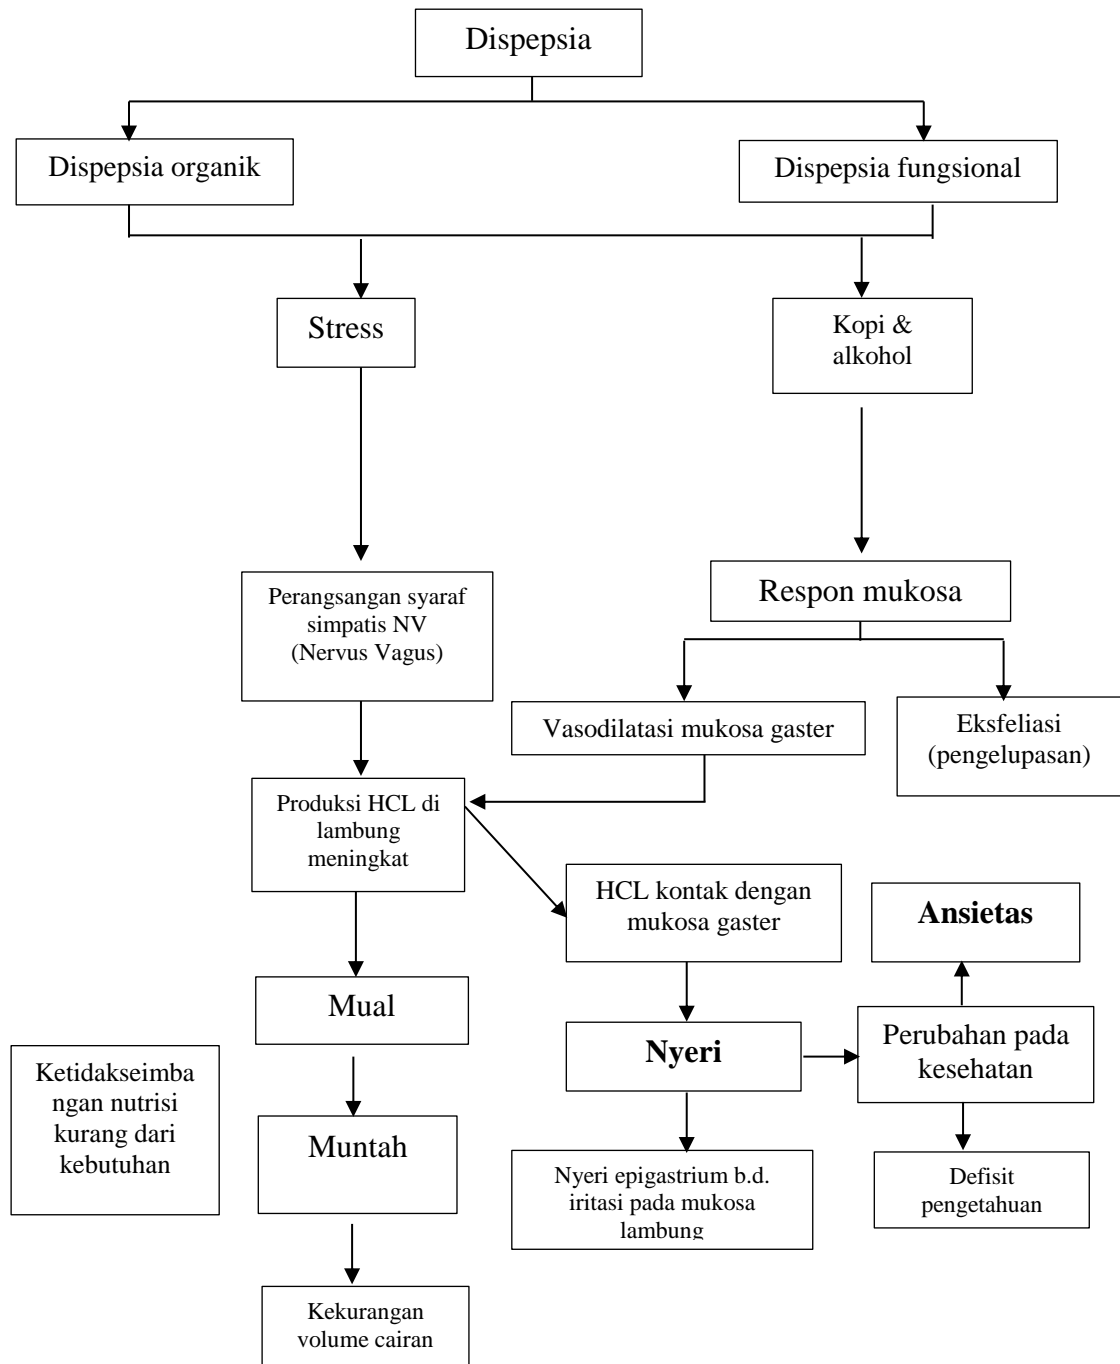 Dispepsia
Dispepsia organik
Dispepsia fungsional
Stress
Kopi &
alkohol
Perangsangan syaraf
simpatis NV
(Nervus Vagus)
Respon mukosa
Vasodilatasi mukosa gaster
Eksfeliasi
(pengelupasan)
Produksi HCL di
lambung
meningkat
HCL kontak dengan
mukosa gaster
Ansietas
Mual
Nyeri
Perubahan pada
kesehatan
Ketidakseimba
ngan nutrisi
kurang dari
kebutuhan
Muntah
Nyeri epigastrium b.d.
iritasi pada mukosa
lambung
Defisit
pengetahuan
Kekurangan
volume cairan